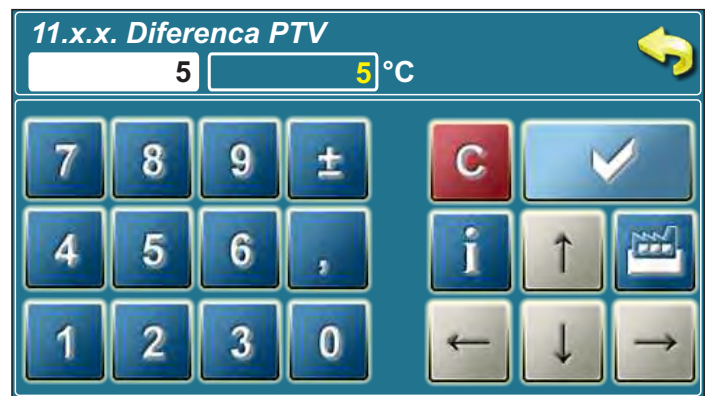 11.x.x. Diferenca PTV
5 5 °C
7 8 9 ± C
4 5 6 , i ↑
1 2 3 0 ← ↓ →